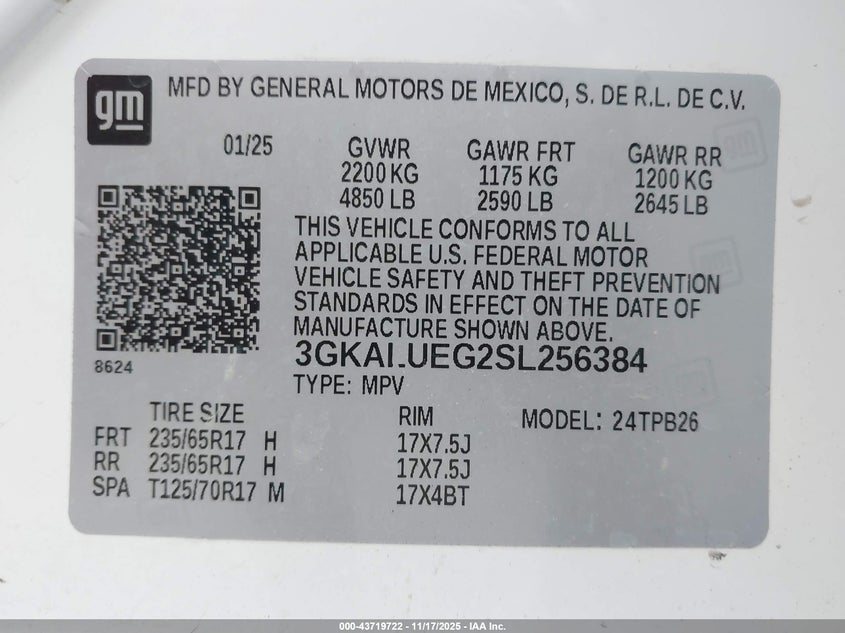 gm
MFD BY GENERAL MOTORS DE MEXICO, S. DE R.L. DE C.V.
01/25 GVWR GAWR FRT GAWR RR
2200 KG 1175 KG 1200 KG
4850 LB 2590 LB 2645 LB
THIS VEHICLE CONFORMS TO ALL
APPLICABLE U.S. FEDERAL MOTOR
VEHICLE SAFETY AND THEFT PREVENTION
STANDARDS IN EFFECT ON THE DATE OF
MANUFACTURE SHOWN ABOVE.
8624
3GKALUEG2SL256384
TYPE: MPV
TIRE SIZE RIM MODEL: 24TPB26
FRT 235/65R17 H 17X7.5J
RR 235/65R17 H 17X7.5J
SPA T125/70R17 M 17X4BT
000-43719722 - 11/17/2025 - IAA Inc.